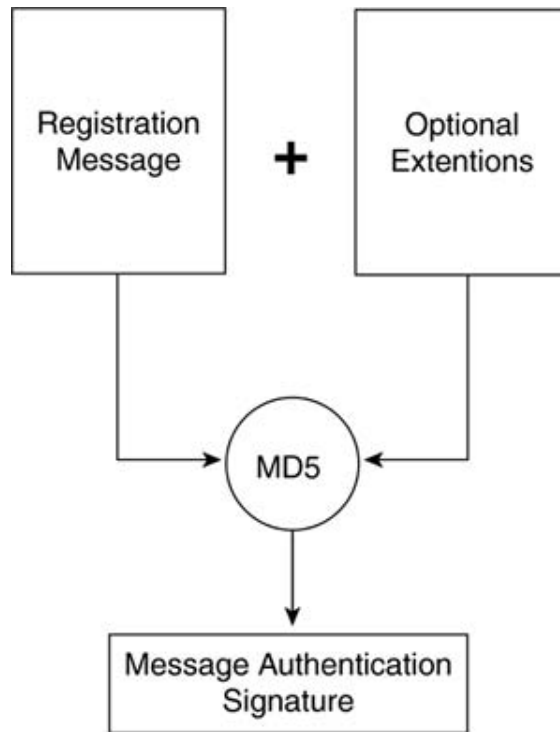 Registration
Message
+
Optional
Extentions
MD5
Message Authentication
Signature